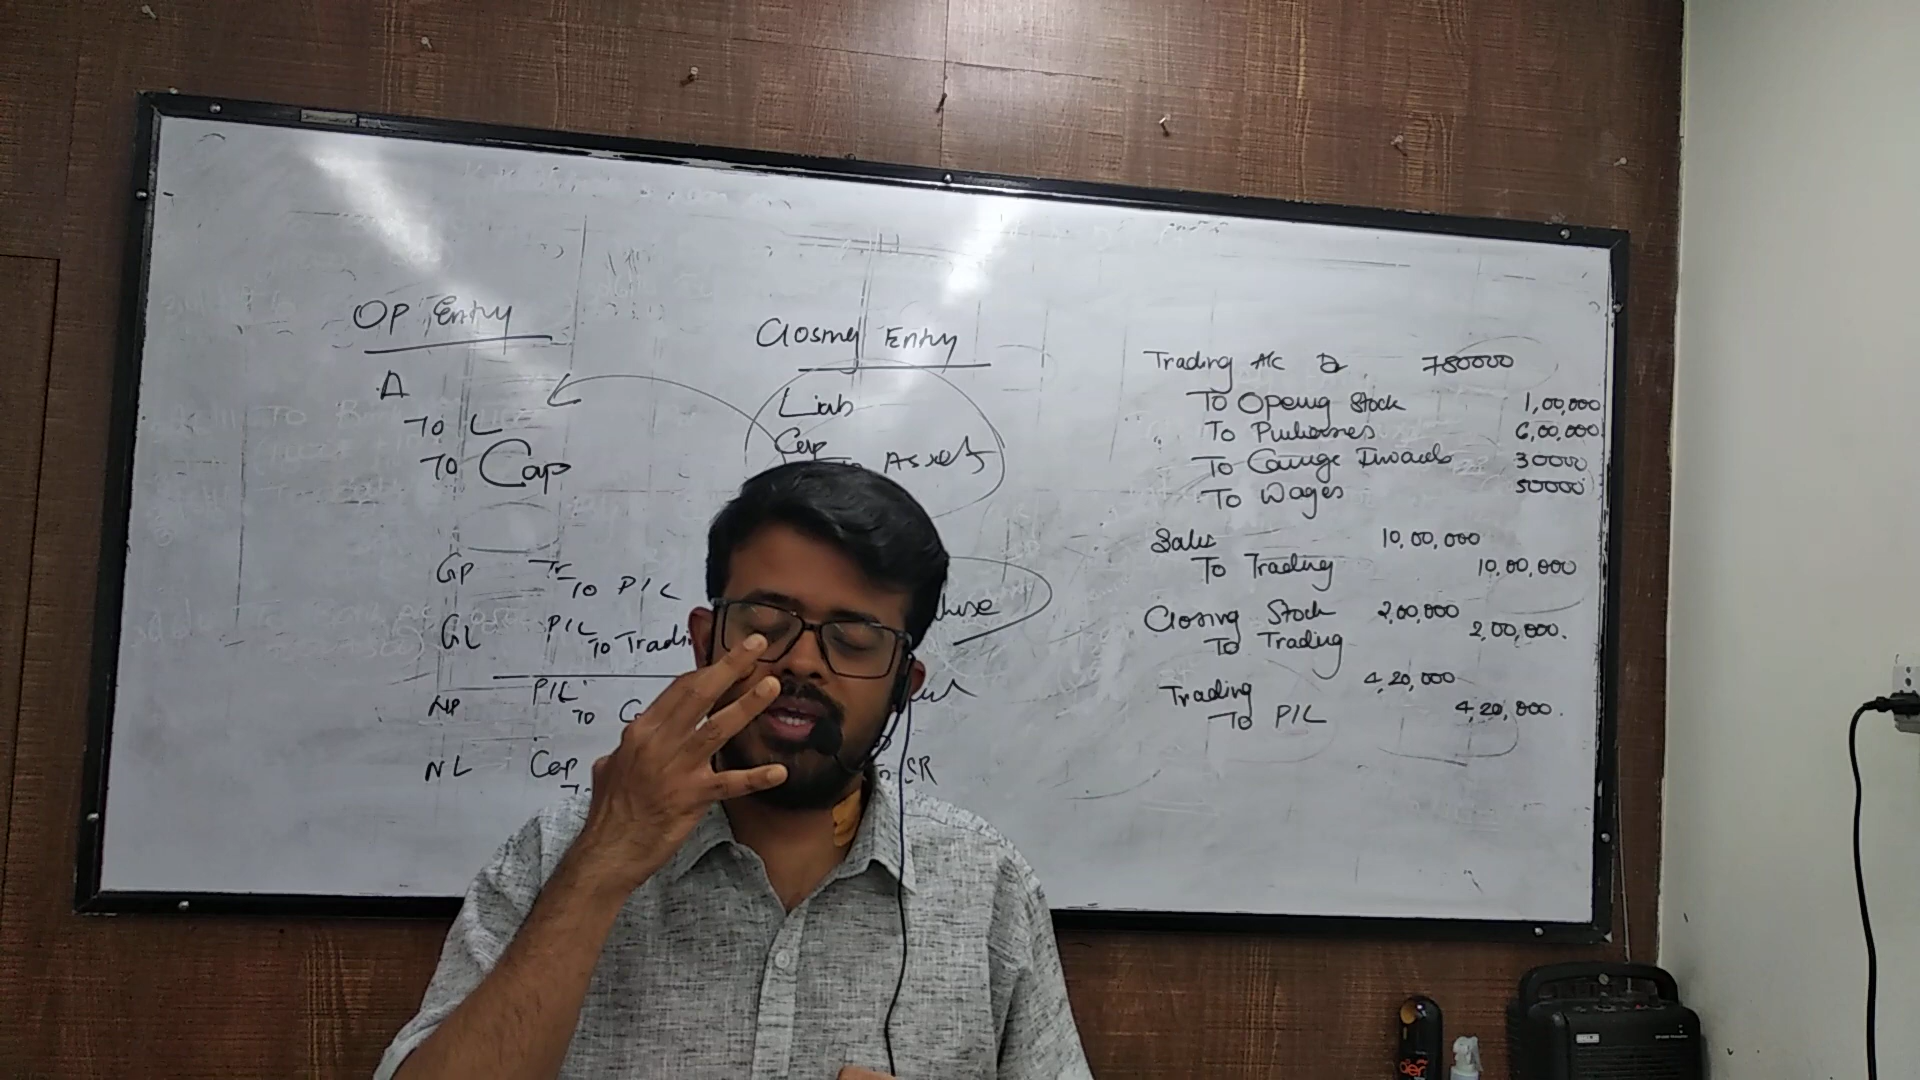 OP Entry
A
TO L
TO Cap
Closing Entry
Liab
Cap
Assets
GP Tr
TO P/L
GL P/L
To Tradi
NP P/L
TO C
NL Cap
Trading A/c Dr 780000
To Opening Stock 1,00,000
To Purchases 6,00,000
To Carriage Inwards 30000
To Wages 50000
Sales 10,00,000
To Trading 10,00,000
Closing Stock 2,00,000
To Trading 2,00,000.
Trading 4,20,000
To P/L 4,20,000.